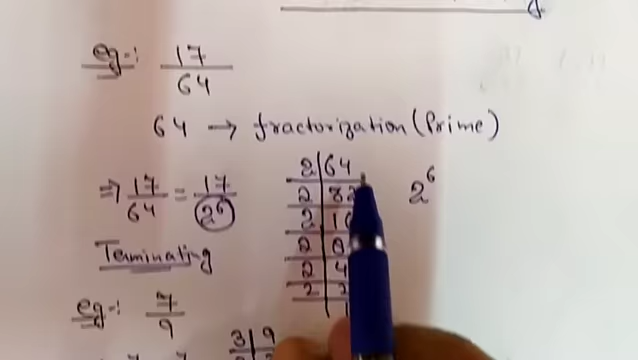 eg-: 17/64
64 → fractorization (Prime)
2 | 64
⇒ 17/64 = 17/2⁶
2 | 32
2⁶
2 | 16
2 | 8
Terminating
2 | 4
2 | 2
1
eg-: 7/9
3 | 9